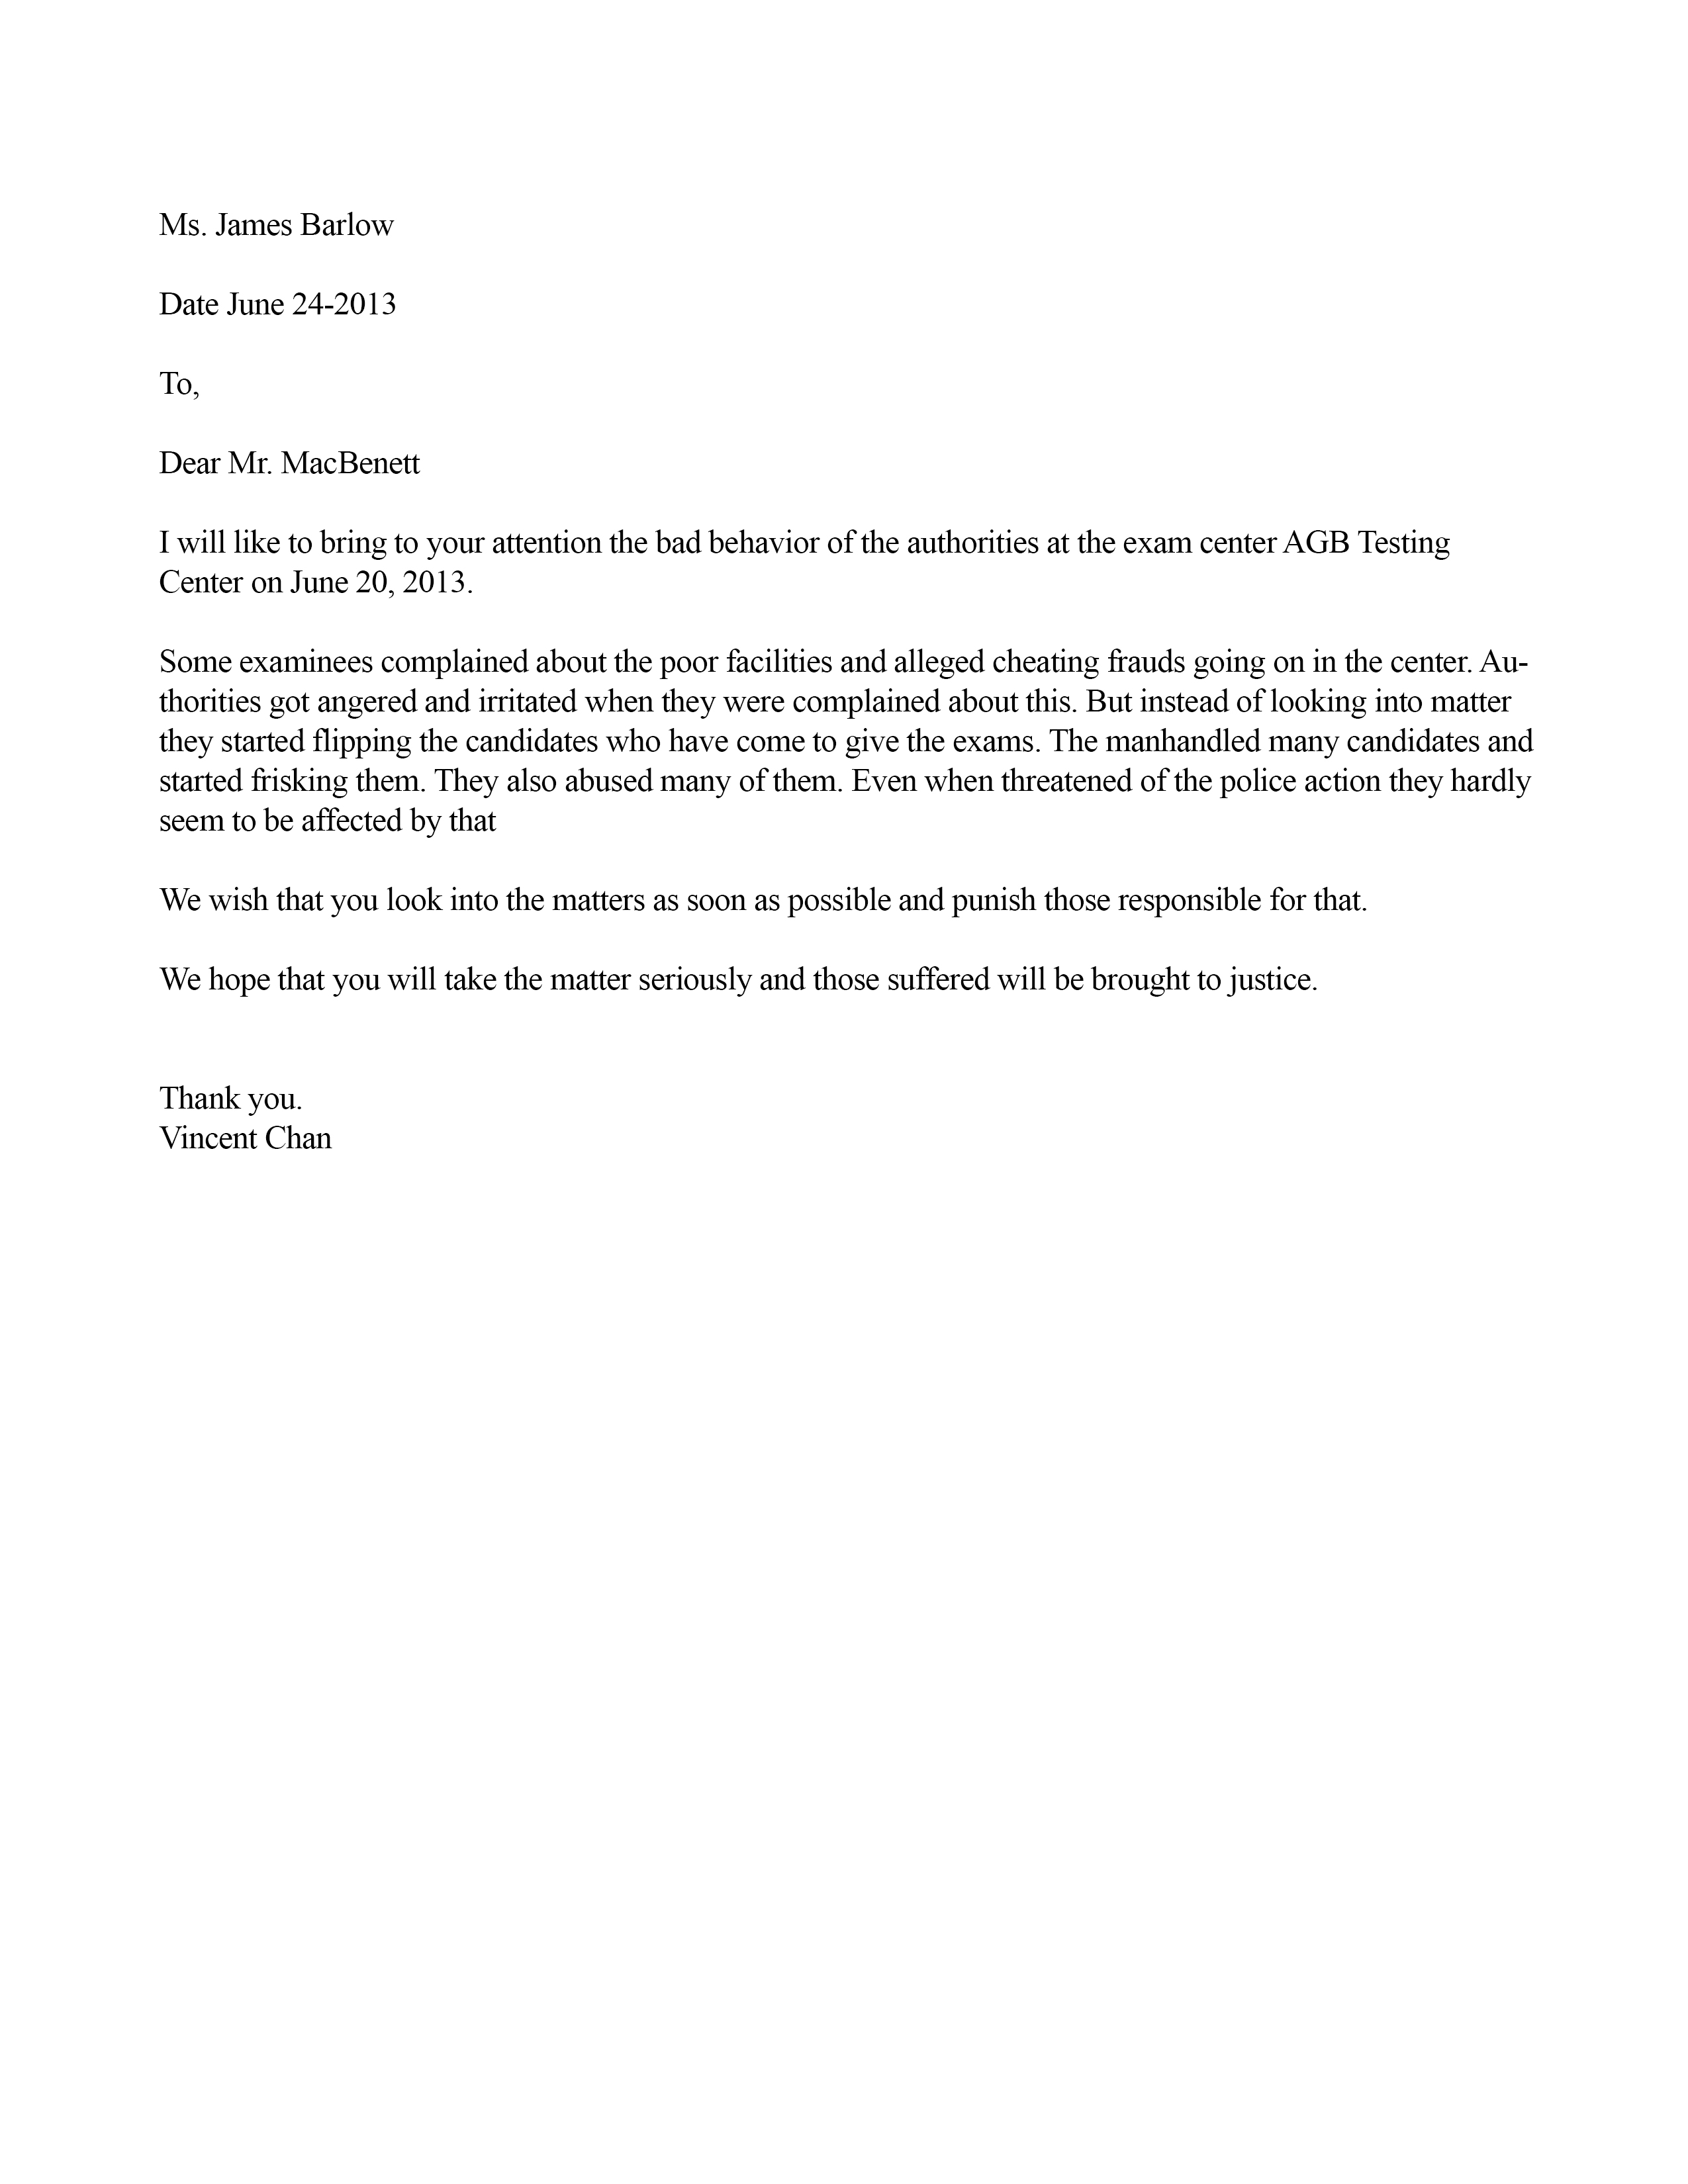 Ms. James Barlow
Date June 24-2013
To,
Dear Mr. MacBenett
I will like to bring to your attention the bad behavior of the authorities at the exam center AGB Testing
Center on June 20, 2013.
Some examinees complained about the poor facilities and alleged cheating frauds going on in the center. Au-
thorities got angered and irritated when they were complained about this. But instead of looking into matter
they started flipping the candidates who have come to give the exams. The manhandled many candidates and
started frisking them. They also abused many of them. Even when threatened of the police action they hardly
seem to be affected by that
We wish that you look into the matters as soon as possible and punish those responsible for that.
We hope that you will take the matter seriously and those suffered will be brought to justice.
Thank you.
Vincent Chan